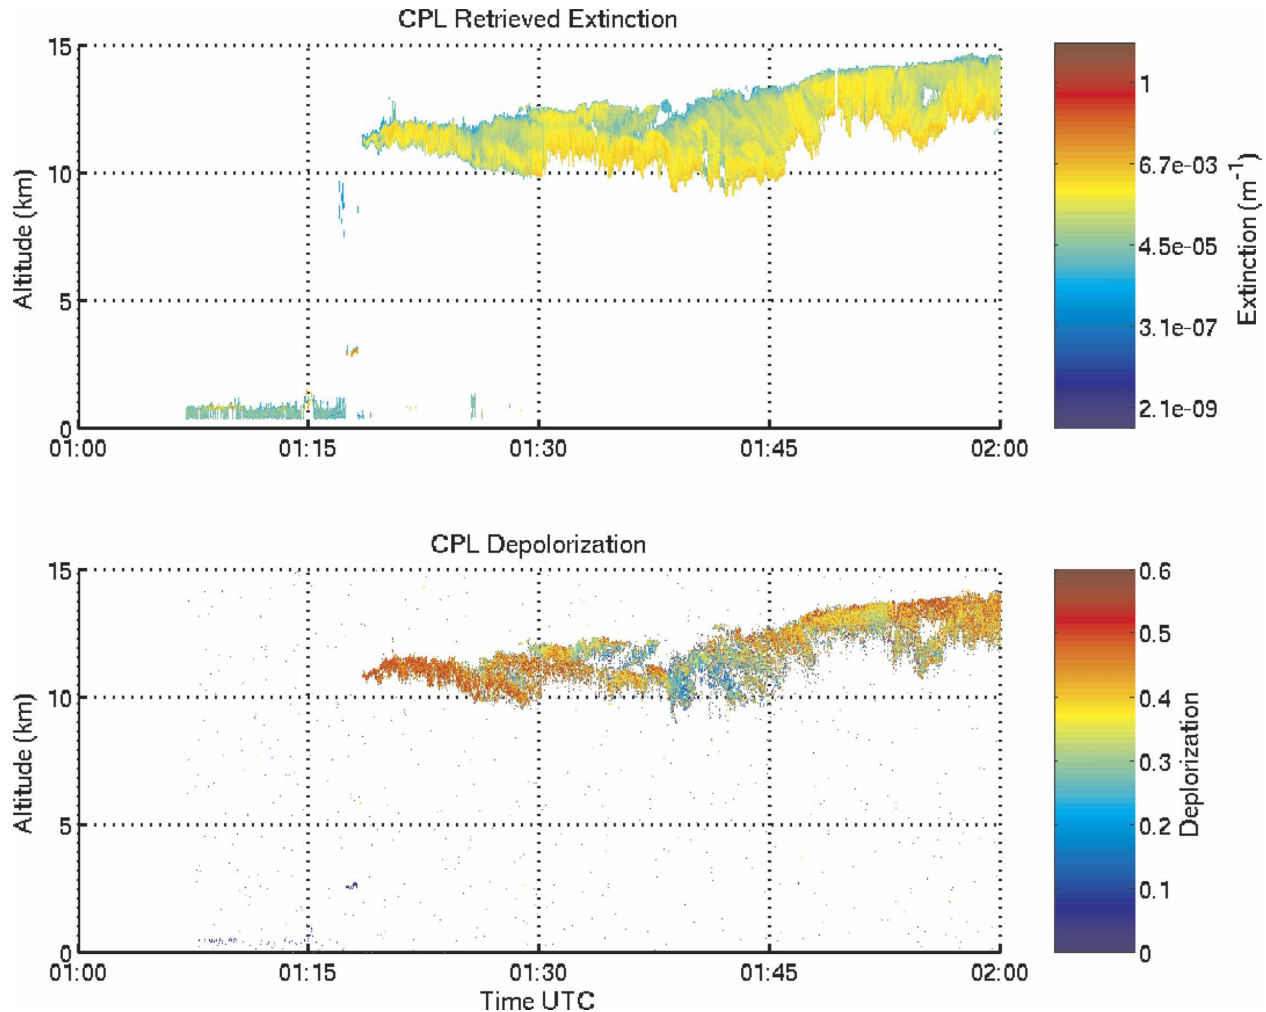 CPL Retrieved Extinction
15
10
5
0
Altitude (km)
01:00 01:15 01:30 01:45 02:00
1
6.7e-03
4.5e-05
3.1e-07
2.1e-09
Extinction (m-1)
CPL Depolorization
15
10
5
0
Altitude (km)
01:00 01:15 01:30 01:45 02:00
Time UTC
0.6
0.5
0.4
0.3
0.2
0.1
0
Deplorization